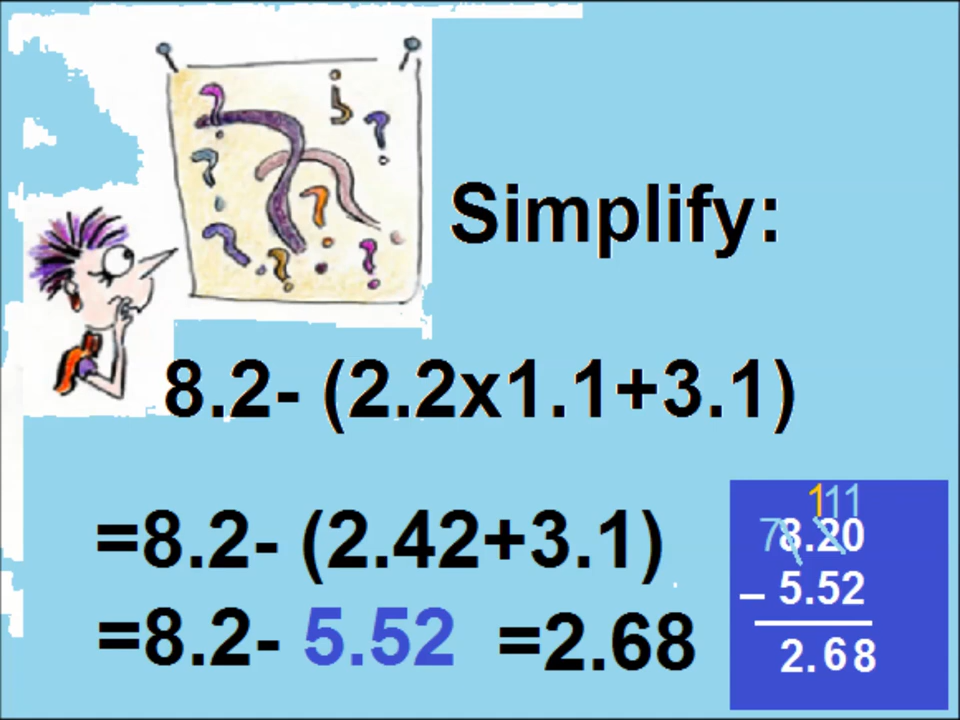 Simplify:
8.2- (2.2x1.1+3.1)
=8.2- (2.42+3.1)
=8.2- 5.52 =2.68
111
78.20
– 5.52
2.68